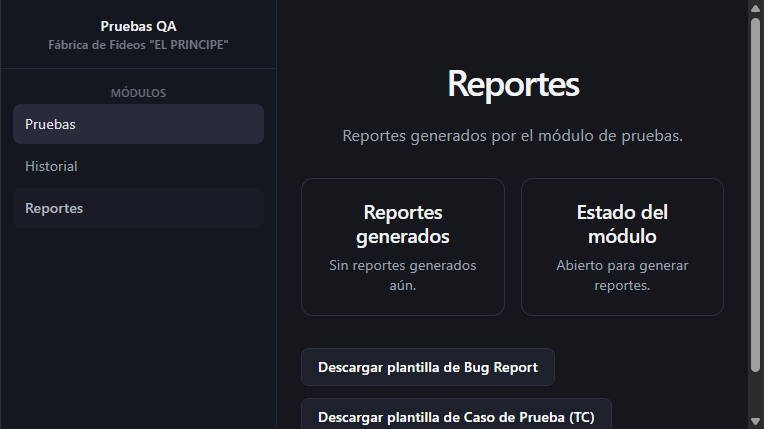 Pruebas QA
Fábrica de Fideos "EL PRINCIPE"
MÓDULOS
Pruebas
Historial
Reportes
Reportes
Reportes generados por el módulo de pruebas.
Reportes
generados
Sin reportes generados
aún.
Estado del
módulo
Abierto para generar
reportes.
Descargar plantilla de Bug Report
Descargar plantilla de Caso de Prueba (TC)